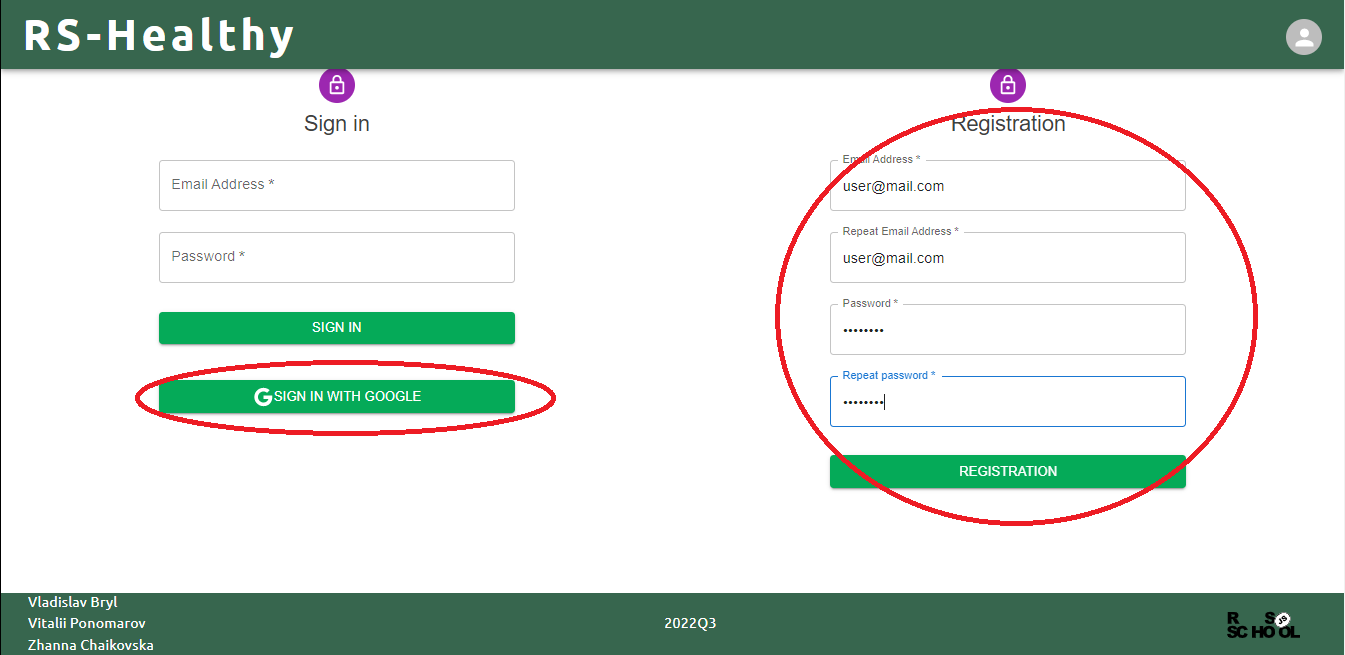 RS-Healthy
Sign in
Email Address *
Password *
SIGN IN
SIGN IN WITH GOOGLE
Registration
Email Address *
user@mail.com
Repeat Email Address *
user@mail.com
Password *
••••••••
Repeat password *
••••••••
REGISTRATION
Vladislav Bryl
Vitalii Ponomarov
Zhanna Chaikovska
2022Q3
R S
SCHOOL
JS